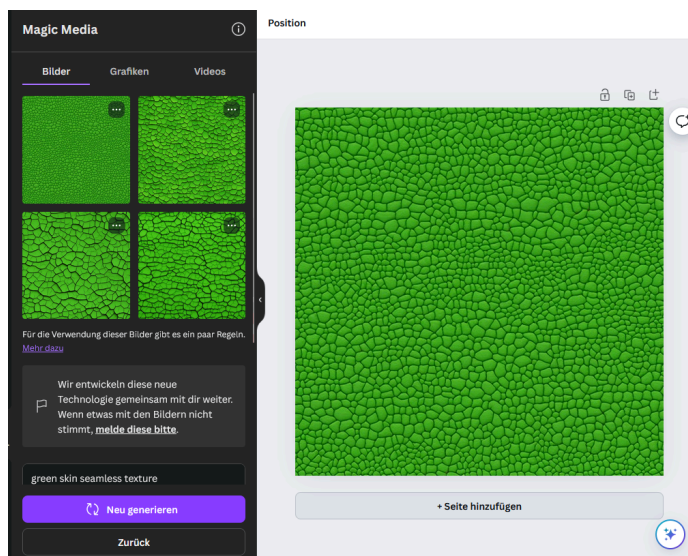 Magic Media
Position
Bilder
Grafiken
Videos
Für die Verwendung dieser Bilder gibt es ein paar Regeln.
Mehr dazu
Wir entwickeln diese neue
Technologie gemeinsam mit dir weiter.
Wenn etwas mit den Bildern nicht
stimmt, melde diese bitte.
green skin seamless texture
Neu generieren
Zurück
+ Seite hinzufügen